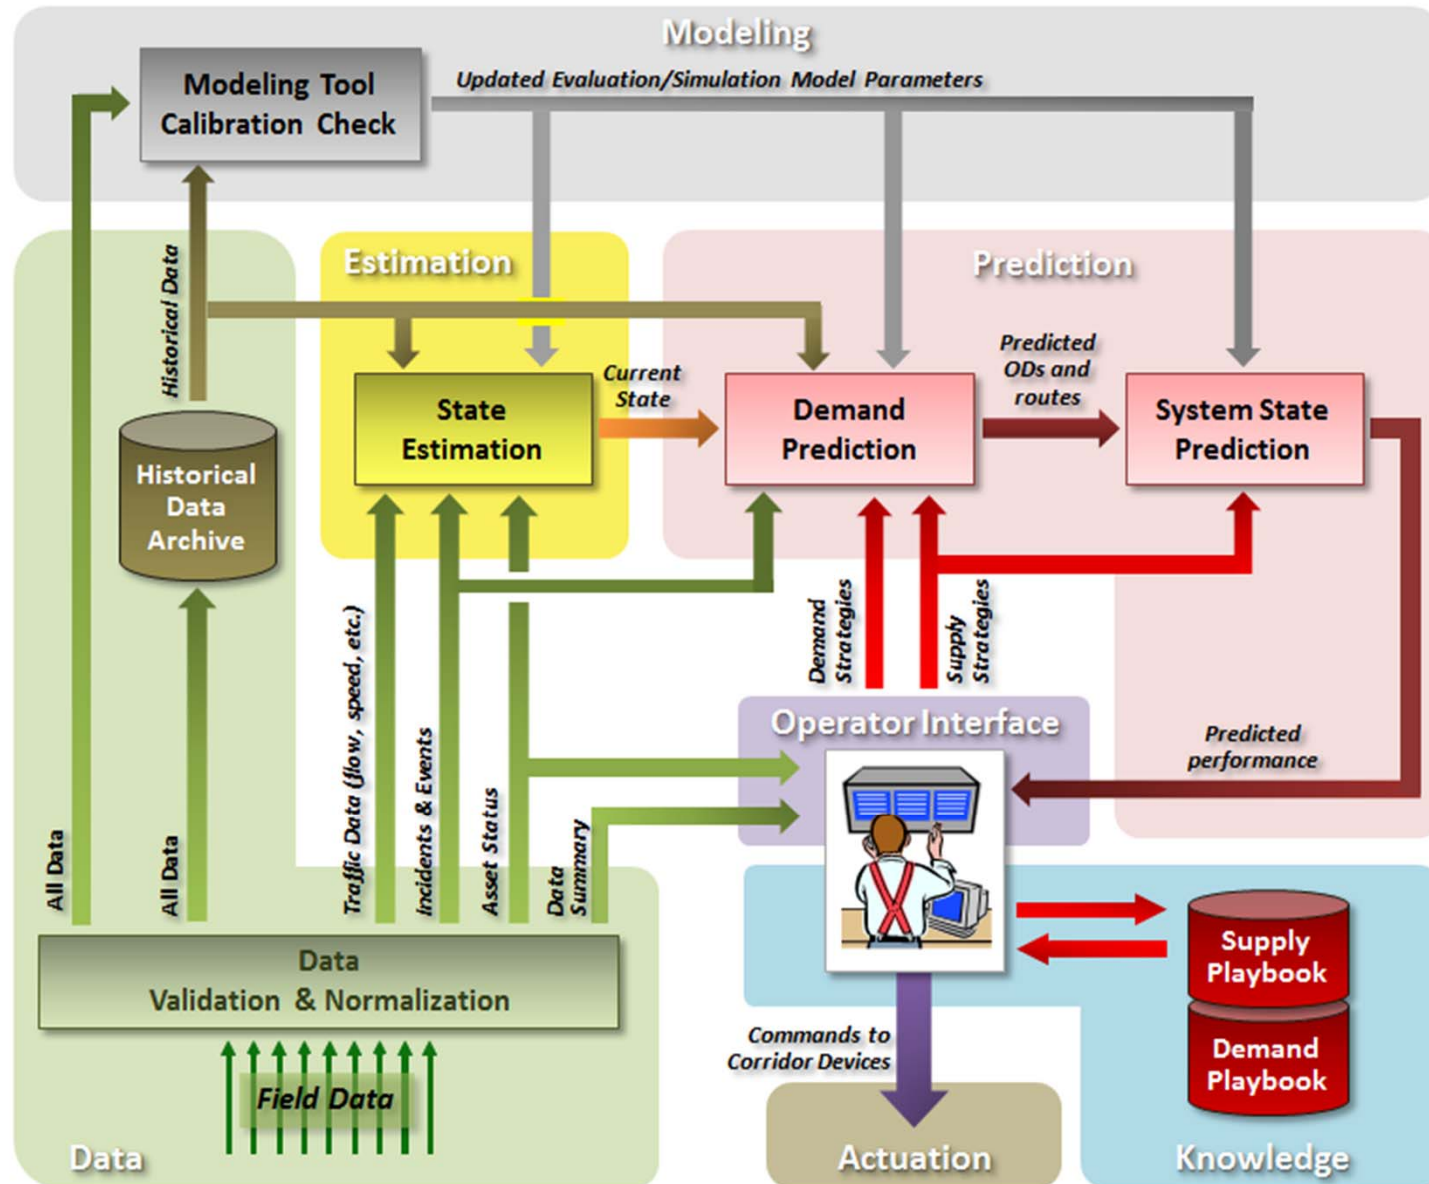 Modeling
Modeling Tool
Calibration Check
Updated Evaluation/Simulation Model Parameters
Historical Data
Estimation
Prediction
State
Estimation
Current
State
Demand
Prediction
Predicted
ODs and
routes
System State
Prediction
Historical
Data
Archive
All Data
All Data
Traffic Data (flow, speed, etc.)
Incidents & Events
Asset Status
Data
Summary
Demand
Strategies
Supply
Strategies
Operator Interface
Predicted
performance
Data
Validation & Normalization
Field Data
Data
Commands to
Corridor Devices
Actuation
Supply
Playbook
Demand
Playbook
Knowledge